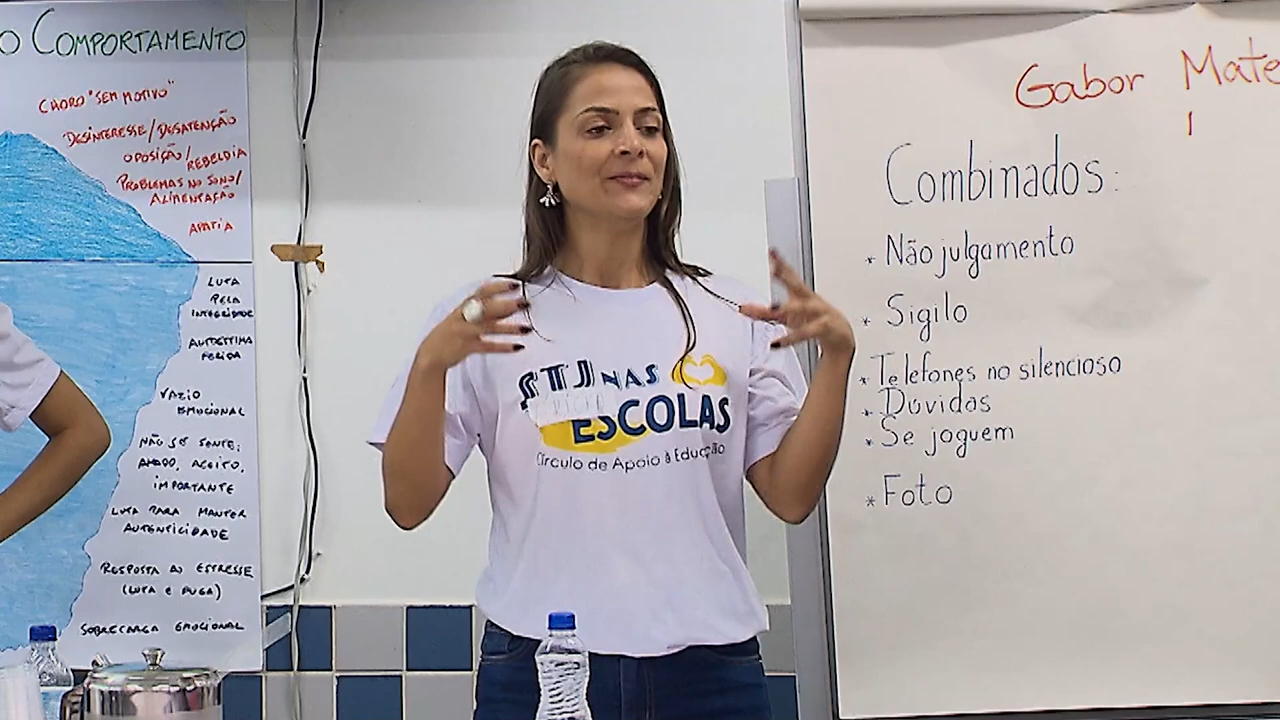 O COMPORTAMENTO
CHORO "SEM MOTIVO"
DESINTERESSE/DESATENÇÃO
OPOSIÇÃO/REBELDIA
PROBLEMAS NO SONO/
ALIMENTAÇÃO
APATIA
LUTA
PELA
INTEGRIDADE
AUTOESTIMA
FERIDA
VAZIO
EMOCIONAL
NÃO SE SENTE:
AMADO, ACEITO,
IMPORTANTE
LUTA PARA MANTER
AUTENTICIDADE
RESPOSTA AO ESTRESSE
(LUTA E FUGA)
SOBRECARGA EMOCIONAL
STJ NAS
ESCOLAS
Círculo de Apoio à Educação
Gabor Mate
Combinados:
* Não julgamento
* Sigilo
* Telefones no silencioso
* Dúvidas
* Se joguem
* Foto